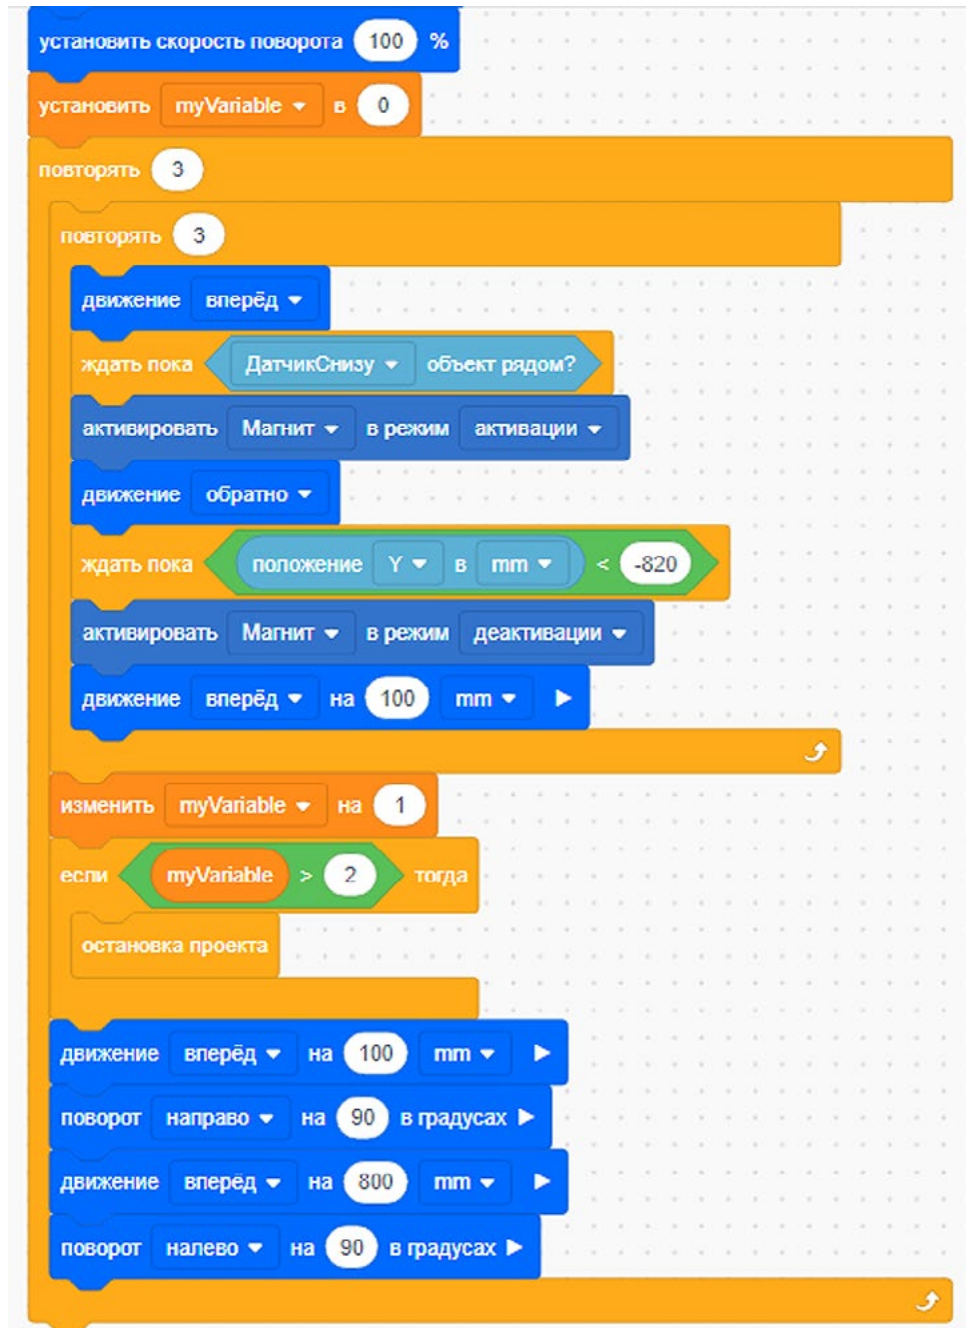 установить скорость поворота 100 %
установить myVariable в 0
повторять 3
повторять 3
движение вперёд
ждать пока ДатчикСнизу объект рядом?
активировать Магнит в режим активации
движение обратно
ждать пока положение Y в mm < -820
активировать Магнит в режим деактивации
движение вперёд на 100 mm
изменить myVariable на 1
если myVariable > 2 тогда
остановка проекта
движение вперёд на 100 mm
поворот направо на 90 в градусах
движение вперёд на 800 mm
поворот налево на 90 в градусах